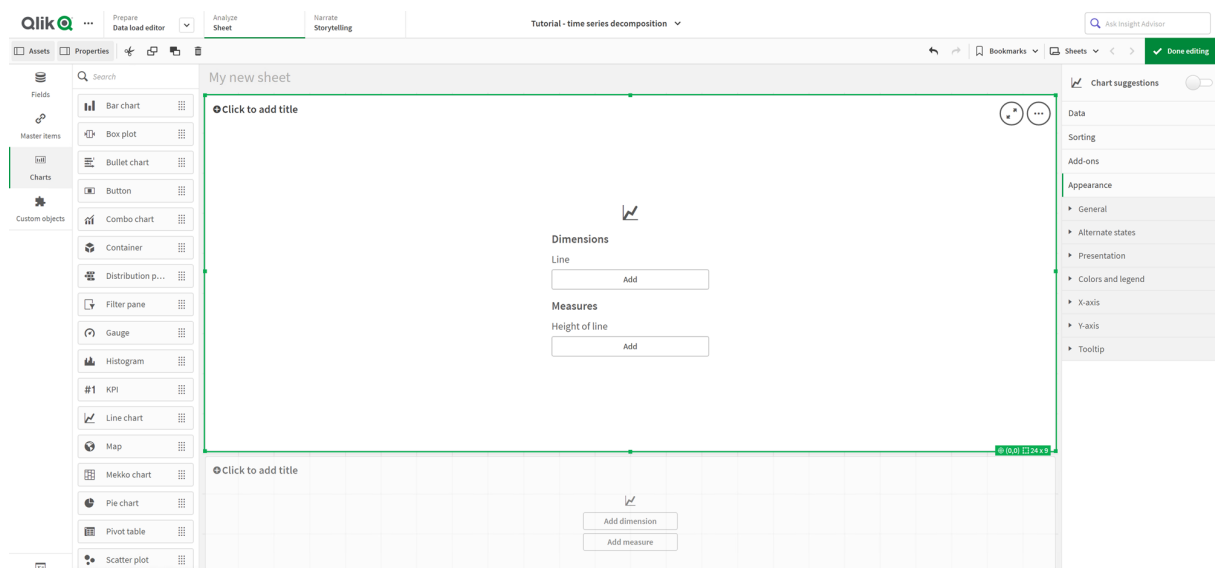 Qlik
Prepare
Data load editor
Analyze
Sheet
Narrate
Storytelling
Tutorial - time series decomposition
Ask Insight Advisor
Assets
Properties
Bookmarks
Sheets
Done editing
Fields
Master items
Charts
Custom objects
Search
Bar chart
Box plot
Bullet chart
Button
Combo chart
Container
Distribution p...
Filter pane
Gauge
Histogram
#1 KPI
Line chart
Map
Mekko chart
Pie chart
Pivot table
Scatter plot
My new sheet
Click to add title
Dimensions
Line
Add
Measures
Height of line
Add
(0,0) 24 x 9
Click to add title
Add dimension
Add measure
Chart suggestions
Data
Sorting
Add-ons
Appearance
General
Alternate states
Presentation
Colors and legend
X-axis
Y-axis
Tooltip